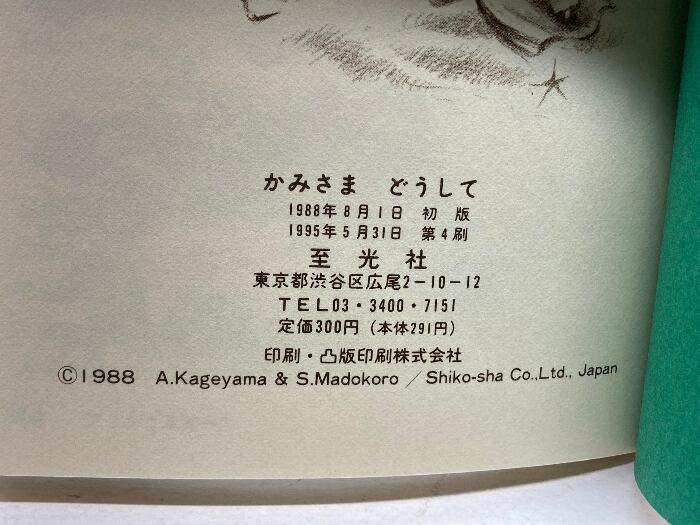 かみさま どうして
1988年8月1日 初 版
1995年5月31日 第4刷
至 光 社
東京都渋谷区広尾2-10-12
TEL03・3400・7151
定価300円(本体291円)
印刷・凸版印刷株式会社
©1988 A.Kageyama & S.Madokoro / Shiko-sha Co.,Ltd., Japan